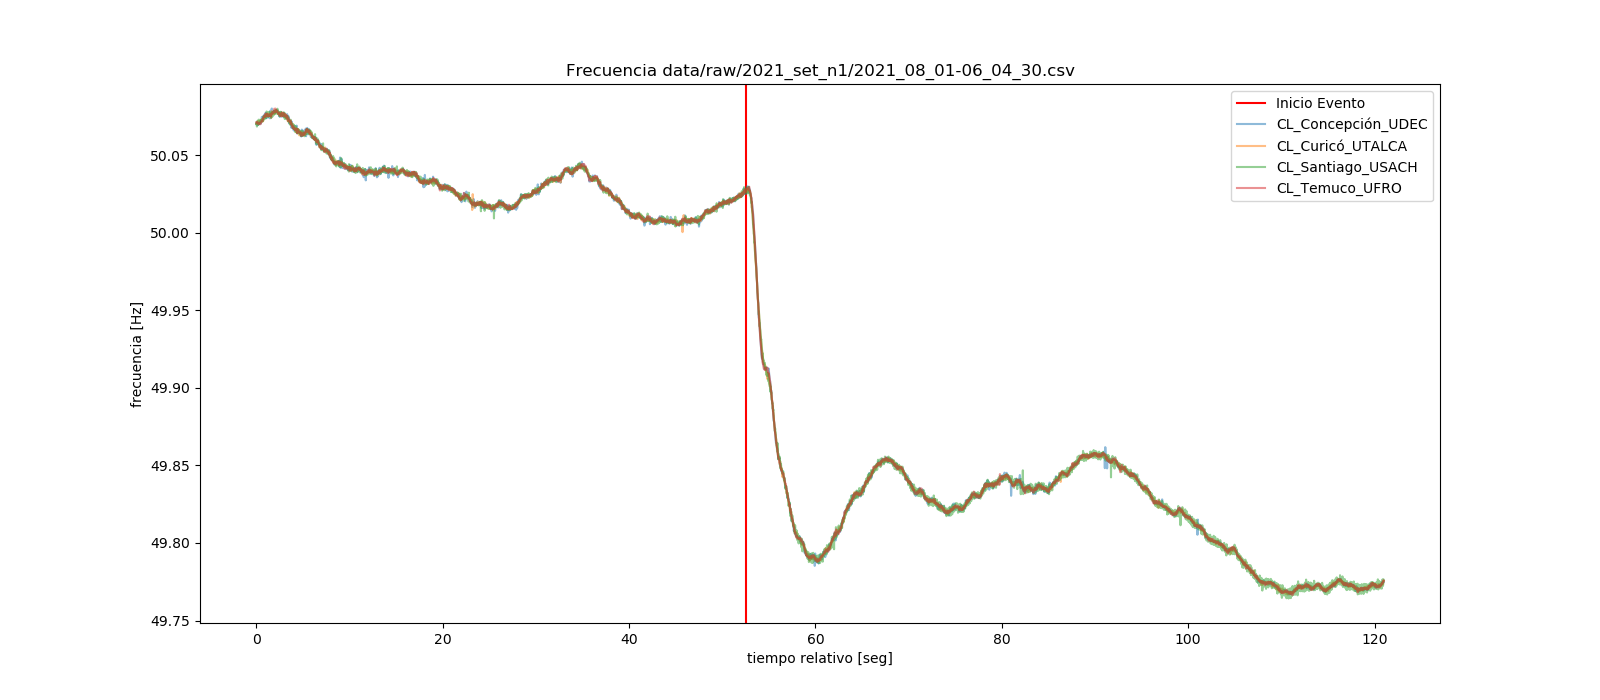 Frecuencia data/raw/2021_set_n1/2021_08_01-06_04_30.csv
Inicio Evento
CL_Concepción_UDEC
CL_Curicó_UTALCA
CL_Santiago_USACH
CL_Temuco_UFRO
frecuencia [Hz]
50.05
50.00
49.95
49.90
49.85
49.80
49.75
0 20 40 60 80 100 120
tiempo relativo [seg]